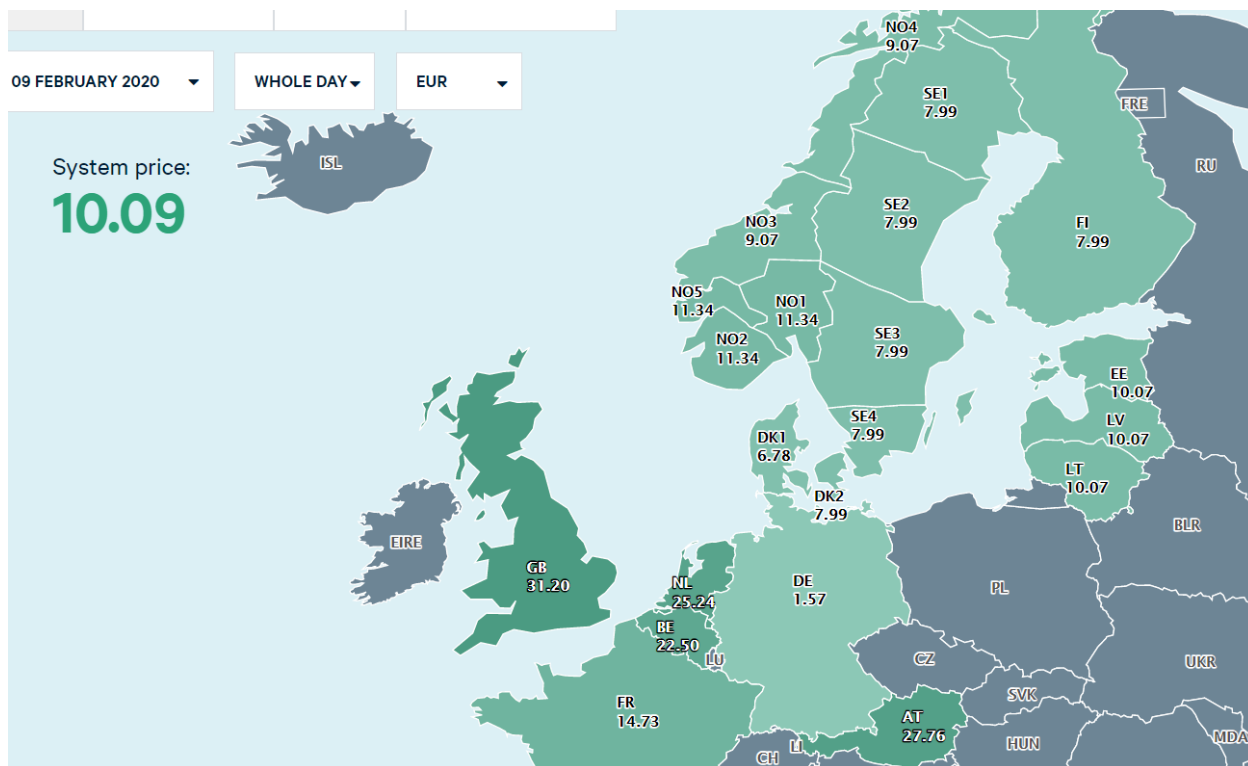 NO4
9.07
09 FEBRUARY 2020
WHOLE DAY
EUR
SE1
7.99
FRE
ISL
RU
System price:
10.09
SE2
7.99
NO3
9.07
FI
7.99
NO5
11.34
NO1
11.34
NO2
11.34
SE3
7.99
EE
10.07
SE4
7.99
LV
10.07
DK1
6.78
LT
10.07
DK2
7.99
BLR
EIRE
GB
31.20
NL
25.24
DE
1.57
PL
BE
22.50
LU
CZ
UKR
SVK
FR
14.73
AT
27.76
HUN
MDA
LI
CH